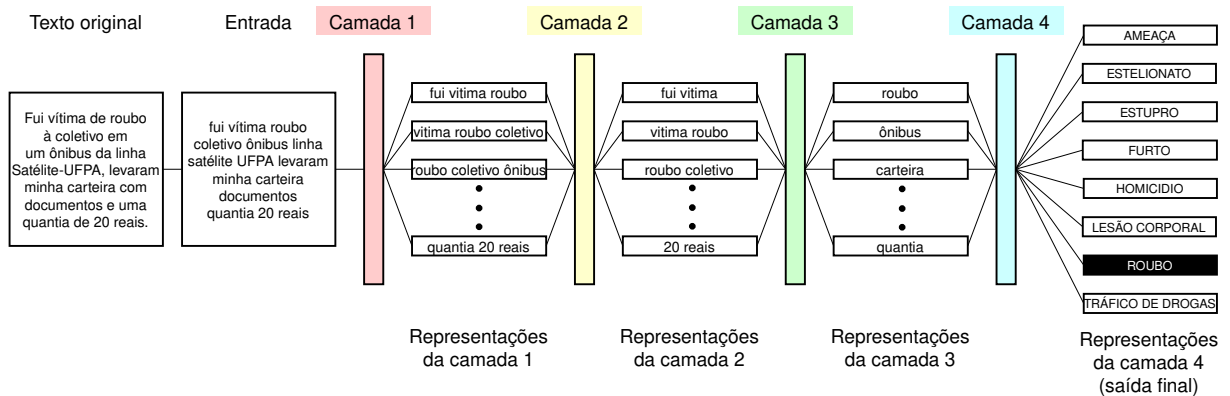 Texto original
Entrada
Camada 1
Camada 2
Camada 3
Camada 4
Fui vítima de roubo
à coletivo em
um ônibus da linha
Satélite-UFPA, levaram
minha carteira com
documentos e uma
quantia de 20 reais.
fui vítima roubo
coletivo ônibus linha
satélite UFPA levaram
minha carteira
documentos
quantia 20 reais
fui vitima roubo
vitima roubo coletivo
roubo coletivo ônibus
quantia 20 reais
Representações
da camada 1
fui vitima
vitima roubo
roubo coletivo
20 reais
Representações
da camada 2
roubo
ônibus
carteira
quantia
Representações
da camada 3
AMEAÇA
ESTELIONATO
ESTUPRO
FURTO
HOMICIDIO
LESÃO CORPORAL
ROUBO
TRÁFICO DE DROGAS
Representações
da camada 4
(saída final)